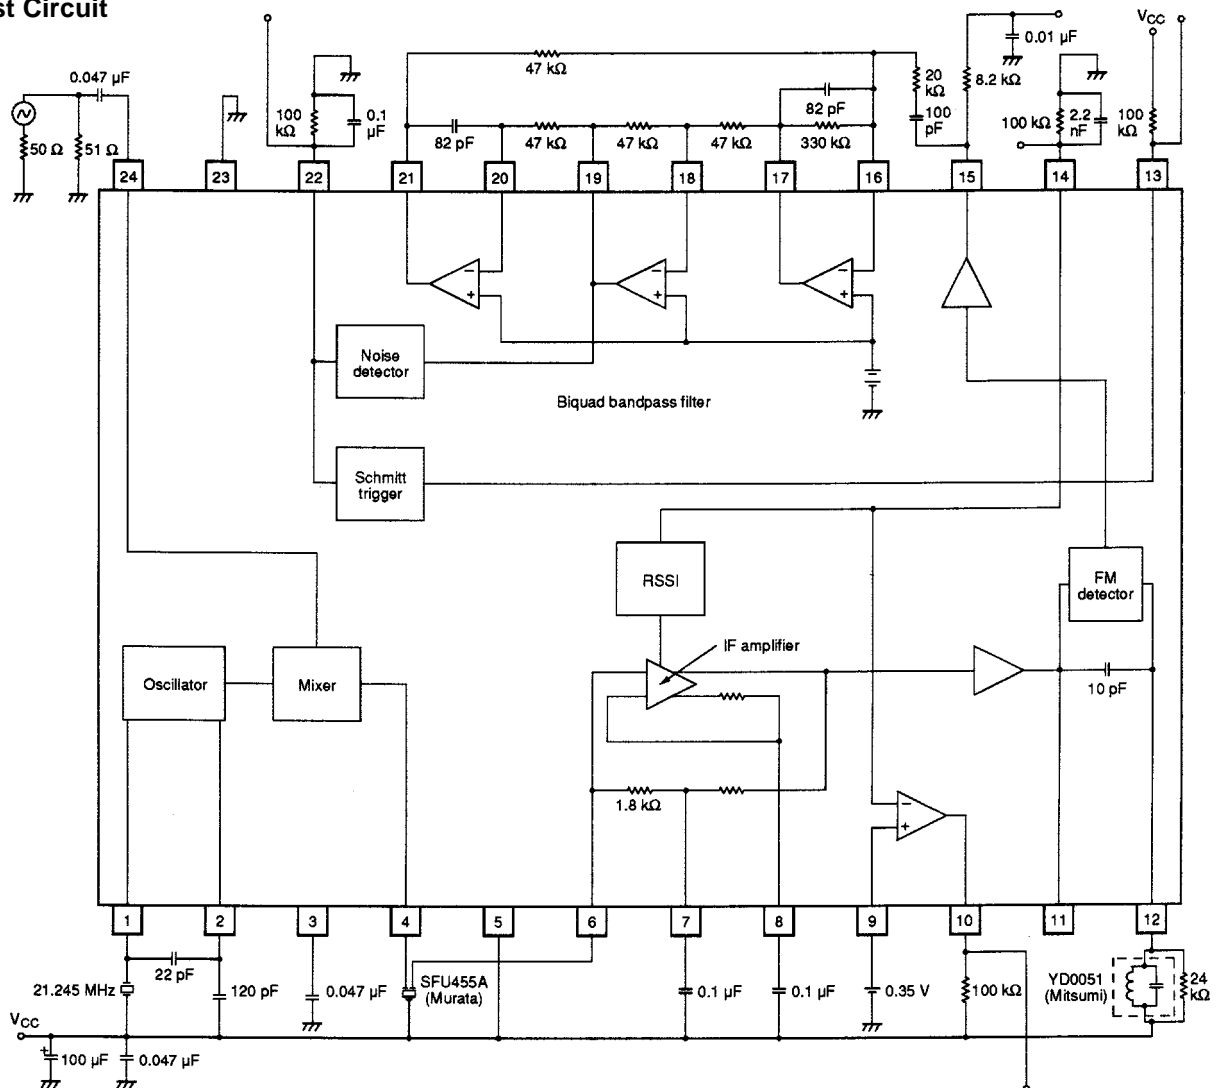 st Circuit
0.047 µF
50 Ω
51 Ω
100 kΩ
0.1 µF
47 kΩ
82 pF
47 kΩ
47 kΩ
47 kΩ
82 pF
330 kΩ
20 kΩ
100 pF
8.2 kΩ
0.01 µF
100 kΩ
2.2 nF
VCC
100 kΩ
24
23
22
21
20
19
18
17
16
15
14
13
−
+
−
+
−
+
Noise detector
Biquad bandpass filter
Schmitt trigger
RSSI
FM detector
IF amplifier
Oscillator
Mixer
10 pF
1.8 kΩ
−
+
1
2
3
4
5
6
7
8
9
10
11
12
22 pF
21.245 MHz
120 pF
0.047 µF
SFU455A (Murata)
0.1 µF
0.1 µF
0.35 V
100 kΩ
YD0051 (Mitsumi)
24 kΩ
VCC
+
100 µF
0.047 µF